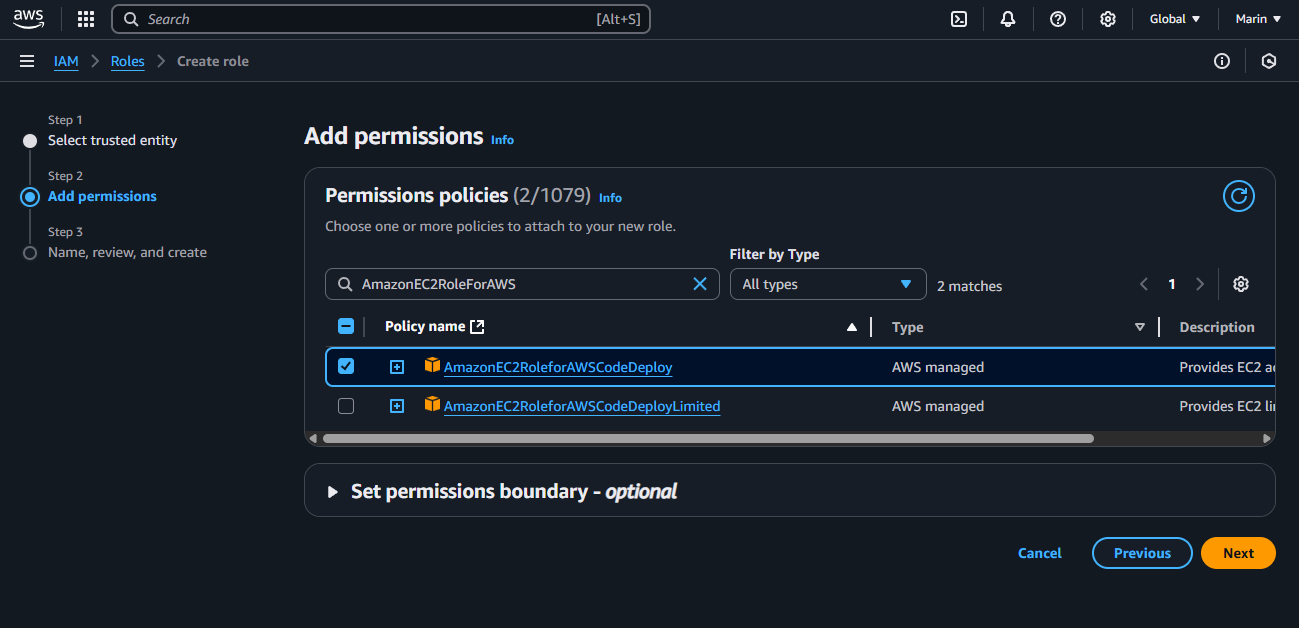 aws
Search
[Alt+S]
Global
Marin
IAM
Roles
Create role
Step 1
Select trusted entity
Step 2
Add permissions
Step 3
Name, review, and create
Add permissions Info
Permissions policies (2/1079) Info
Choose one or more policies to attach to your new role.
Filter by Type
AmazonEC2RoleForAWS
All types
2 matches
1
Policy name
Type
Description
AmazonEC2RoleforAWSCodeDeploy
AWS managed
Provides EC2 ac
AmazonEC2RoleforAWSCodeDeployLimited
AWS managed
Provides EC2 li
Set permissions boundary - optional
Cancel
Previous
Next